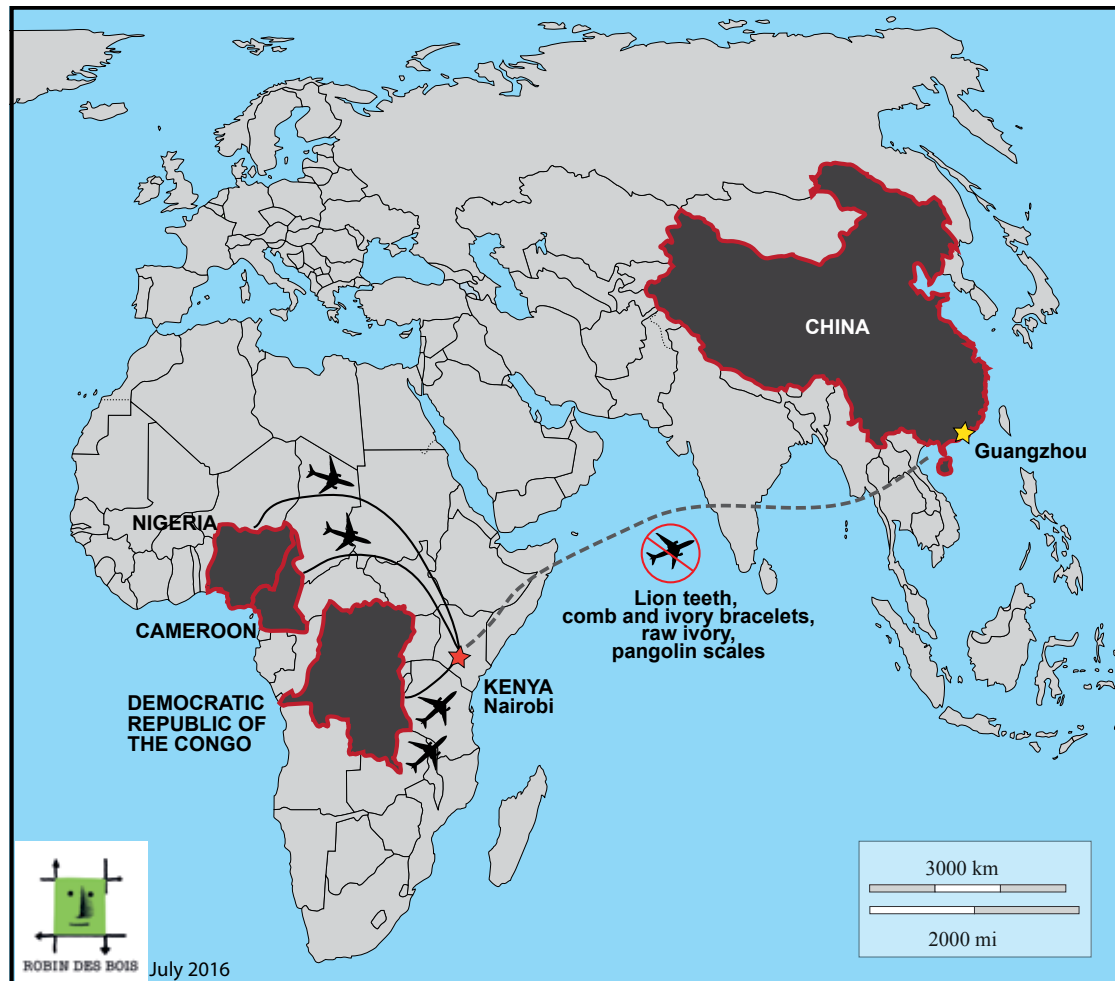 CHINA
Guangzhou
NIGERIA
CAMEROON
DEMOCRATIC
REPUBLIC OF
THE CONGO
KENYA
Nairobi
Lion teeth,
comb and ivory bracelets,
raw ivory,
pangolin scales
3000 km
2000 mi
ROBIN DES BOIS
July 2016